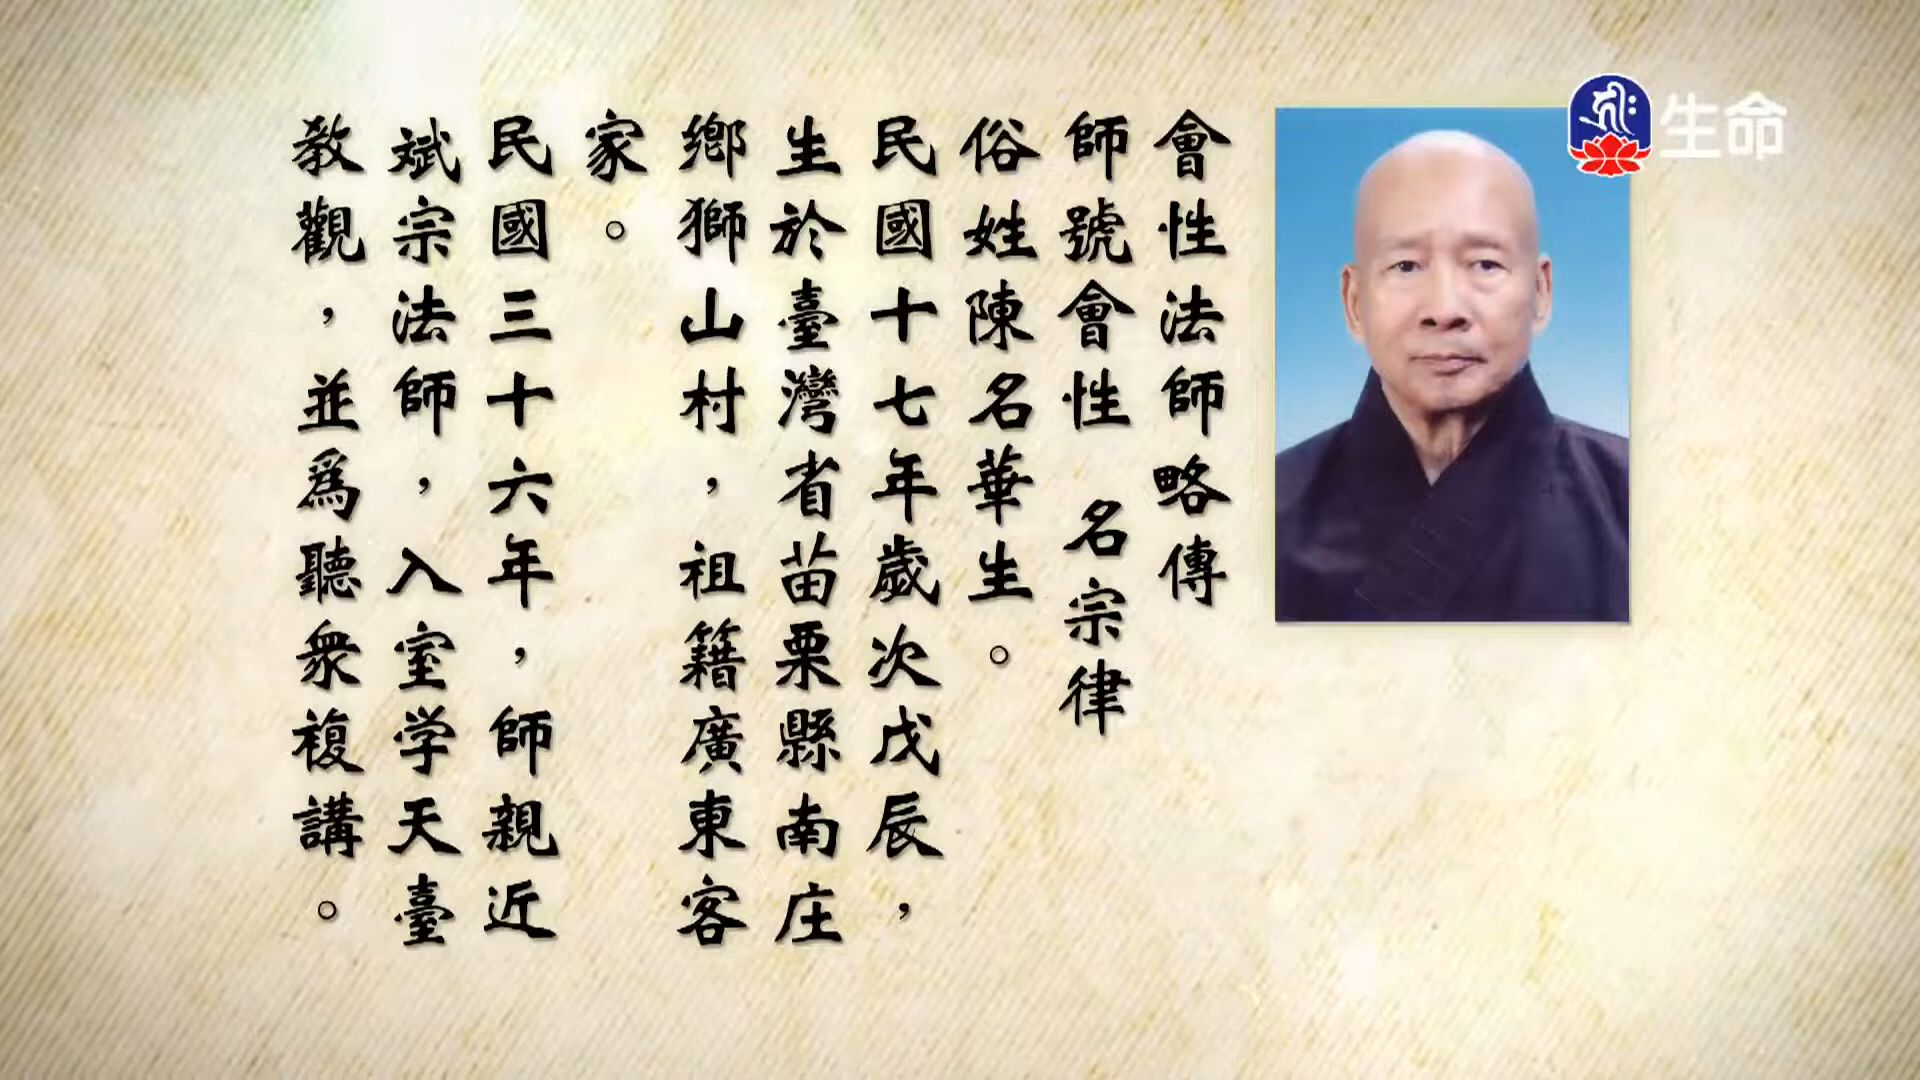 會性法師略傳
師號會性 名宗律
俗姓陳名華生。
民國十七年歲次戊辰，
生於臺灣省苗栗縣南庄
鄉獅山村，祖籍廣東客
家。
民國三十六年，師親近
斌宗法師，入室学天臺
教觀，並為聽衆複講。
生命